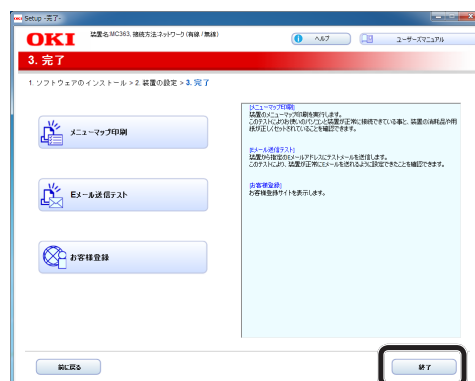 Setup -完了-
OKI
装置名:MC363, 接続方法:ネットワーク(有線/無線)
ヘルプ
ユーザーズマニュアル
3. 完了
1. ソフトウェアのインストール > 2. 装置の設定 > 3. 完了
メニューマップ印刷
Eメール送信テスト
お客様登録
[メニューマップ印刷]
装置のメニューマップ印刷を実行します。
このテストによりお使いのパソコンと装置が正常に接続できている事と、装置の消耗品や用
紙が正しくセットされていることを確認できます。
[Eメール送信テスト]
装置から指定のEメールアドレスにテストメールを送信します。
このテストにより、装置が正常にEメールを送れるように設定できたことを確認できます。
[お客様登録]
お客様登録サイトを表示します。
前に戻る
終了